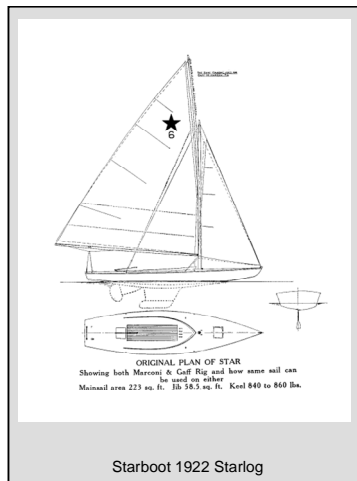 6
ORIGINAL PLAN OF STAR
Showing both Marconi & Gaff Rig and how same sail can
be used on either
Mainsail area 223 sq. ft. Jib 58.5 sq. ft. Keel 840 to 860 lbs.
Starboot 1922 Starlog